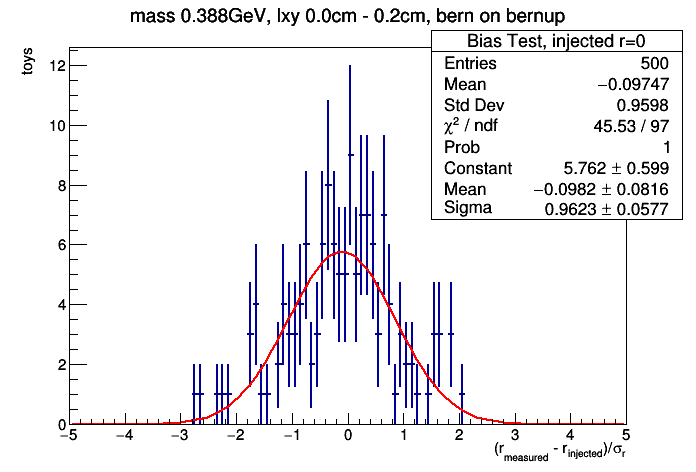 mass 0.388GeV, lxy 0.0cm - 0.2cm, bern on bernup
Bias Test, injected r=0
Entries 500
Mean −0.09747
Std Dev 0.9598
χ² / ndf 45.53 / 97
Prob 1
Constant 5.762 ± 0.599
Mean −0.0982 ± 0.0816
Sigma 0.9623 ± 0.0577
toys
12
10
8
6
4
2
0
−5 −4 −3 −2 −1 0 1 2 3 4 5
(r_measured - r_injected)/σ_r